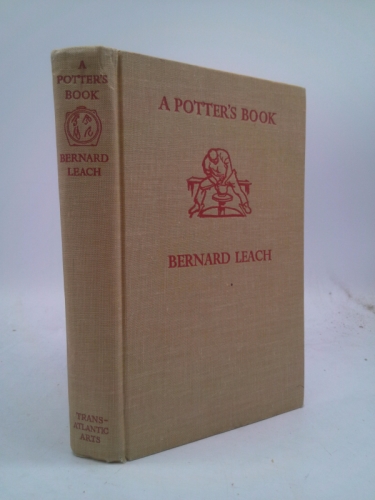 A
POTTER'S
BOOK
BERNARD
LEACH
TRANS-
ATLANTIC
ARTS
A POTTER'S BOOK
BERNARD LEACH